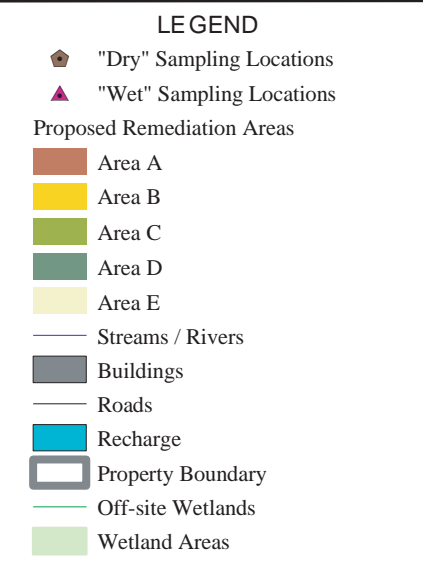 LEGEND
"Dry" Sampling Locations
"Wet" Sampling Locations
Proposed Remediation Areas
Area A
Area B
Area C
Area D
Area E
Streams / Rivers
Buildings
Roads
Recharge
Property Boundary
Off-site Wetlands
Wetland Areas